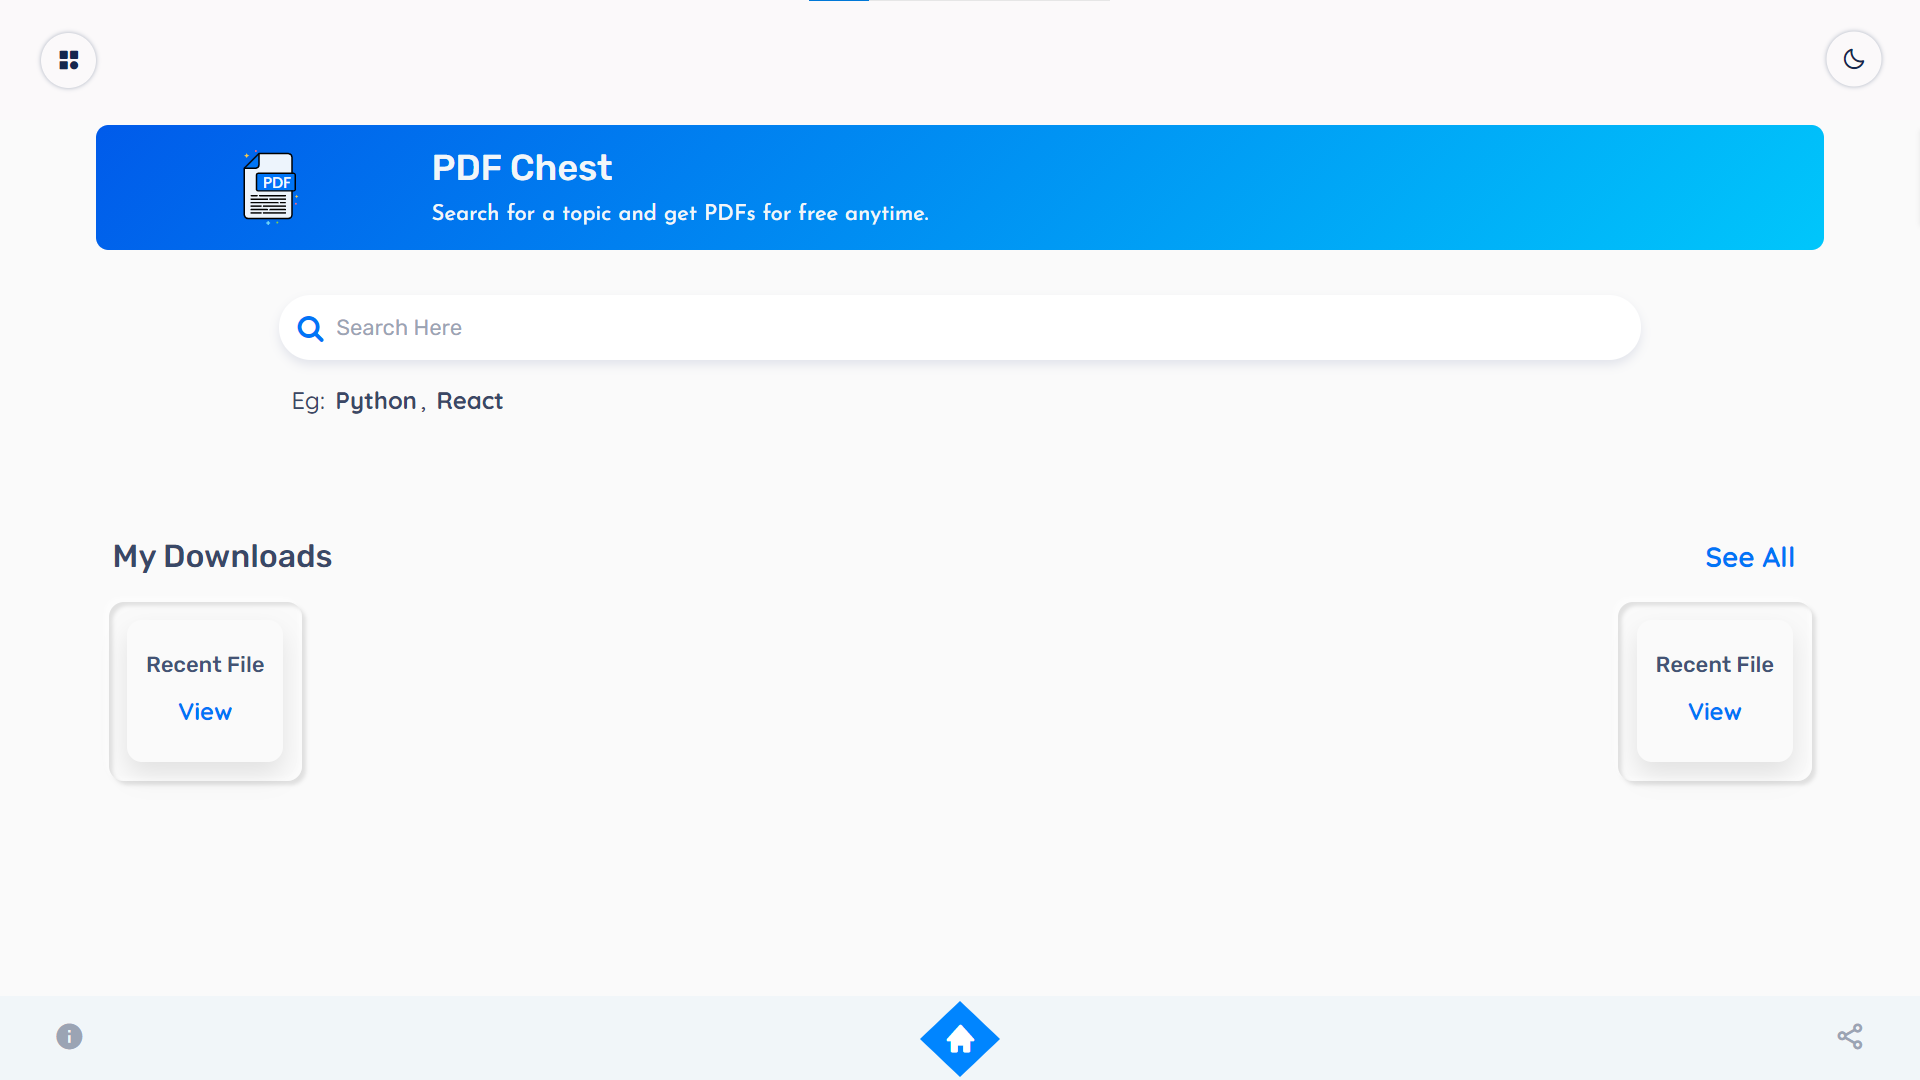 PDF
PDF Chest
Search for a topic and get PDFs for free anytime.
Search Here
Eg: Python , React
My Downloads
See All
Recent File
View
Recent File
View